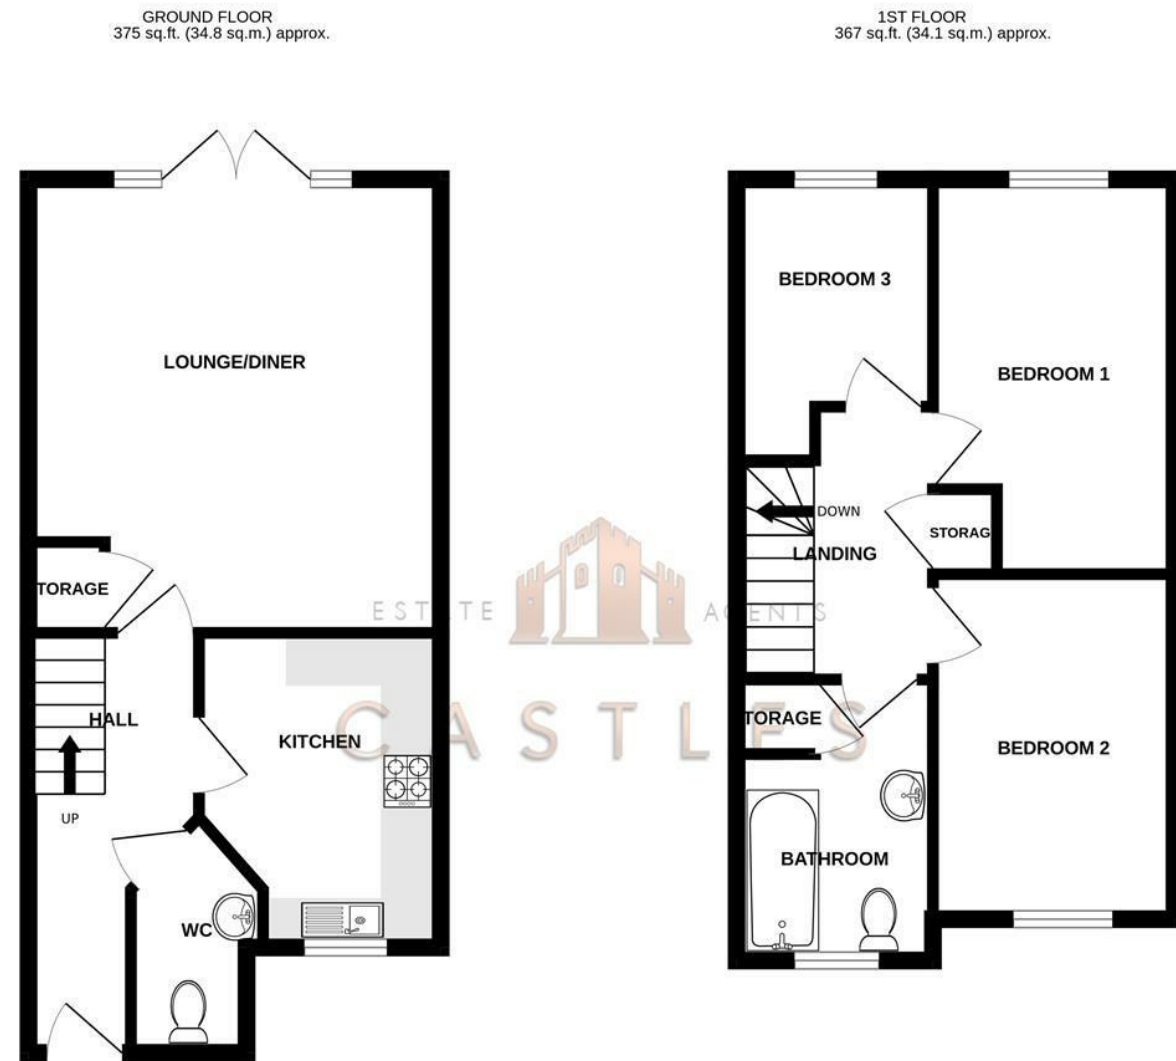 GROUND FLOOR
375 sq.ft. (34.8 sq.m.) approx.
1ST FLOOR
367 sq.ft. (34.1 sq.m.) approx.
LOUNGE/DINER
TORAGE
HALL
UP
KITCHEN
WC
BEDROOM 3
BEDROOM 1
DOWN
STORAG
LANDING
TORAGE
BEDROOM 2
BATHROOM
ESTATE AGENTS
CASTLES